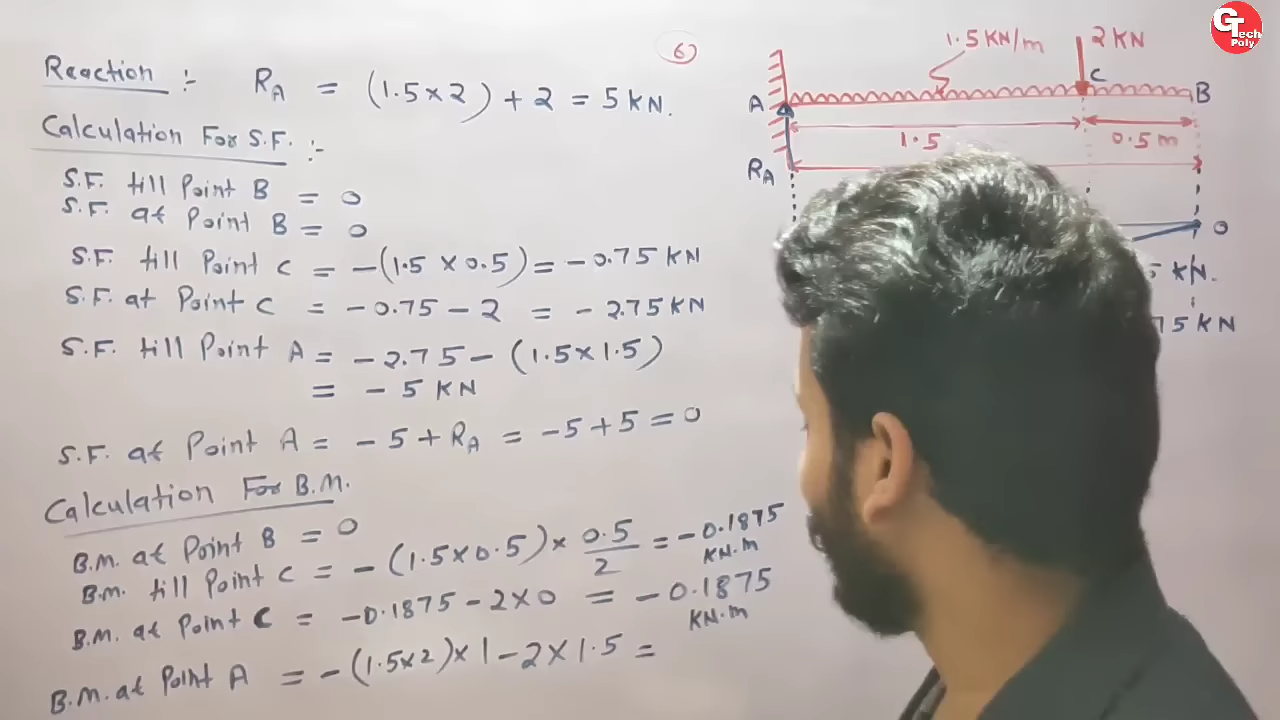 6)
Reaction :- RA = (1.5×2) + 2 = 5 KN.
Calculation For S.F. :-
S.F. till Point B = 0
S.F. at Point B = 0
S.F. till Point C = -(1.5 × 0.5) = -0.75 KN
S.F. at Point C = -0.75 - 2 = -2.75 KN
S.F. till Point A = -2.75 - (1.5×1.5)
= -5 KN
S.F. at Point A = -5 + RA = -5+5 = 0
Calculation For B.M.
B.M. at Point B = 0
B.M. till Point C = -(1.5×0.5) × 0.5/2 = -0.1875 KN.m
B.M. at Point C = -0.1875 - 2×0 = -0.1875 KN.m
B.M. at Point A = -(1.5×2)×1 - 2×1.5 =
1.5 KN/m
2 KN
A
C
B
1.5
0.5 m
RA
0
KN.
75 KN
GTech Poly